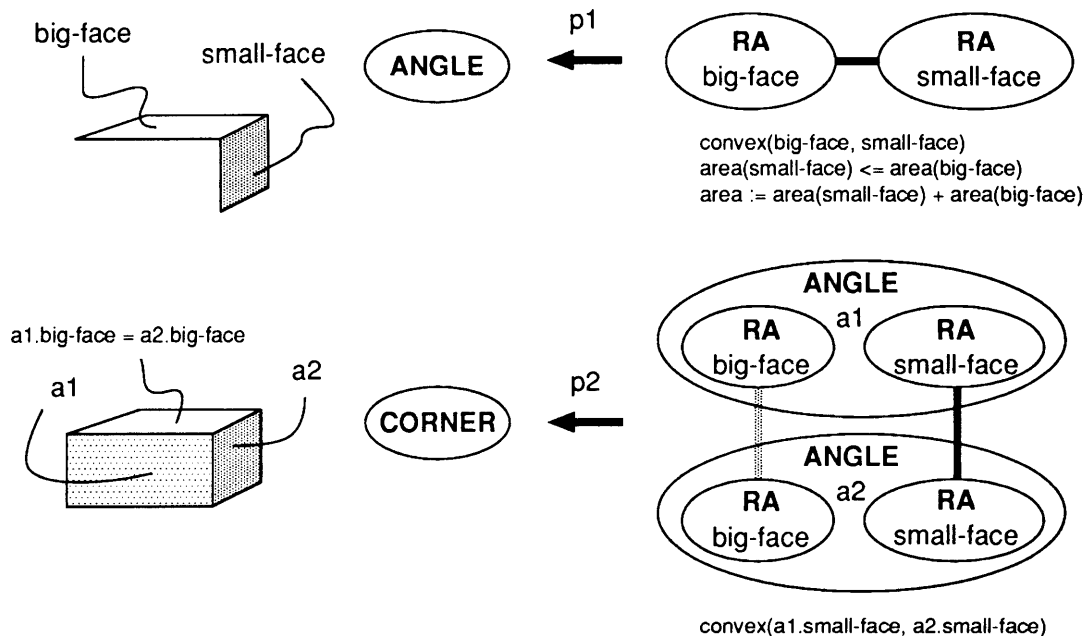 big-face
small-face
ANGLE
p1
RA
big-face
RA
small-face
convex(big-face, small-face)
area(small-face) <= area(big-face)
area := area(small-face) + area(big-face)
a1.big-face = a2.big-face
a1
a2
CORNER
p2
ANGLE
a1
RA
big-face
RA
small-face
ANGLE
a2
RA
big-face
RA
small-face
convex(a1.small-face, a2.small-face)